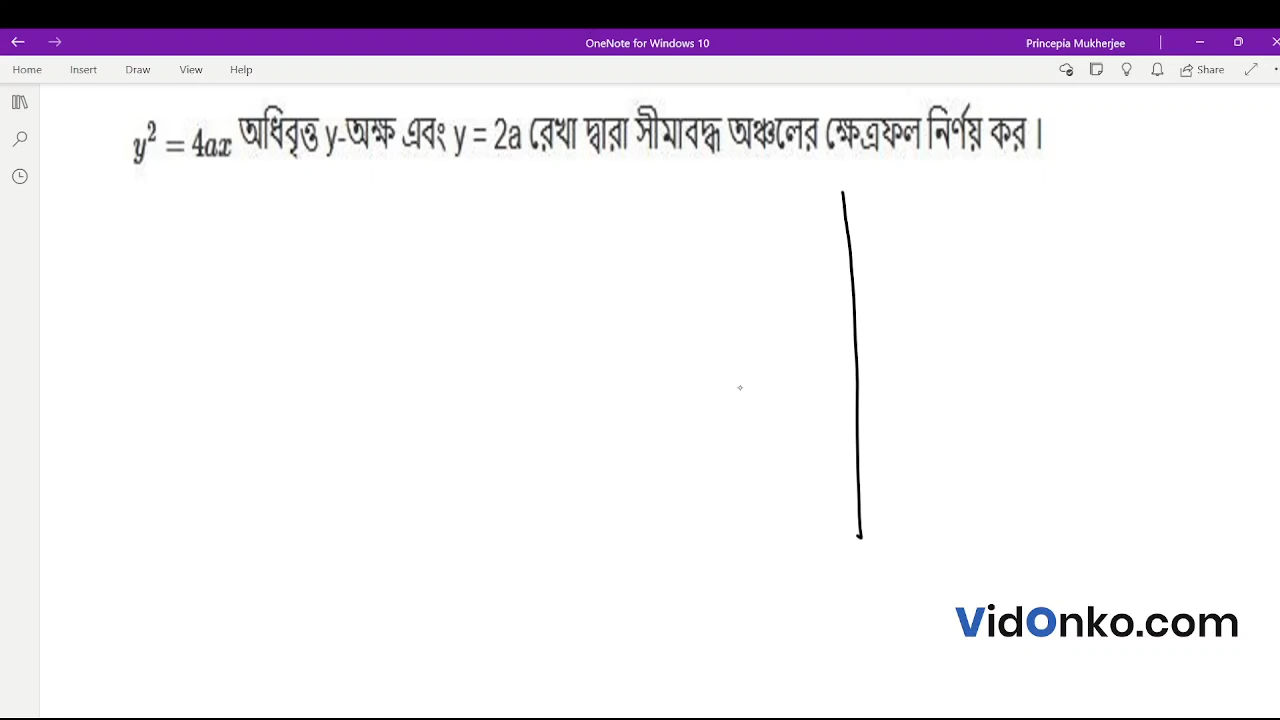 OneNote for Windows 10
Princepia Mukherjee
Home Insert Draw View Help
Share
y² = 4ax অধিবৃত্ত y-অক্ষ এবং y = 2a রেখা দ্বারা সীমাবদ্ধ অঞ্চলের ক্ষেত্রফল নির্ণয় কর ।
VidOnko.com